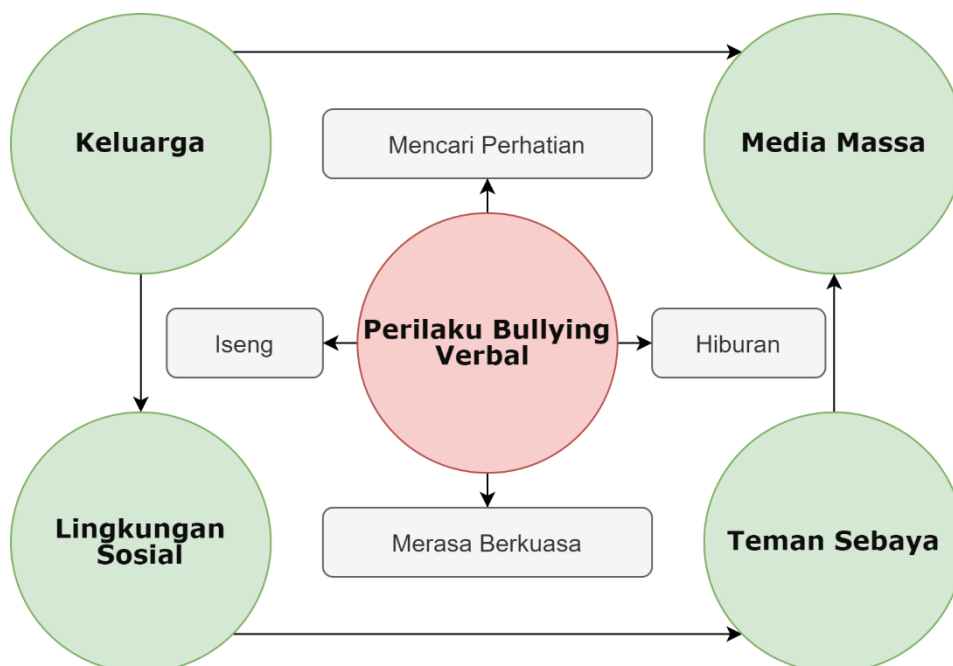 Keluarga
Media Massa
Mencari Perhatian
Iseng
Perilaku Bullying
Verbal
Hiburan
Merasa Berkuasa
Lingkungan
Sosial
Teman Sebaya